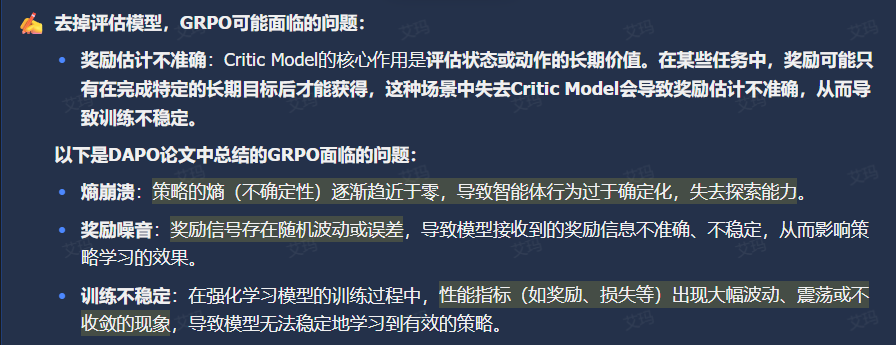 去掉评估模型，GRPO可能面临的问题：
奖励估计不准确：Critic Model的核心作用是评估状态或动作的长期价值。在某些任务中，奖励可能只
有在完成特定的长期目标后才能获得，这种场景中失去Critic Model会导致奖励估计不准确，从而导
致训练不稳定。
以下是DAPO论文中总结的GRPO面临的问题：
熵崩溃：策略的熵（不确定性）逐渐趋近于零，导致智能体行为过于确定化，失去探索能力。
奖励噪音：奖励信号存在随机波动或误差，导致模型接收到的奖励信息不准确、不稳定，从而影响策
略学习的效果。
训练不稳定：在强化学习模型的训练过程中，性能指标（如奖励、损失等）出现大幅波动、震荡或不
收敛的现象，导致模型无法稳定地学习到有效的策略。